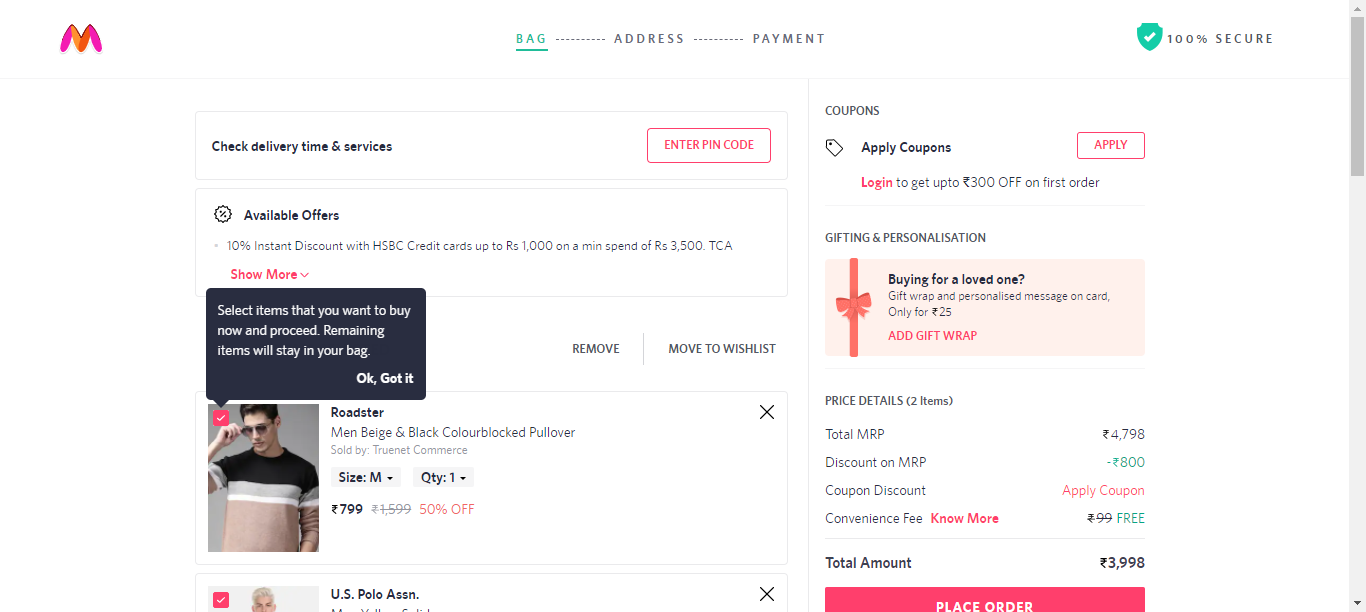 BAG ---------- ADDRESS ---------- PAYMENT
100% SECURE
Check delivery time & services
ENTER PIN CODE
Available Offers
10% Instant Discount with HSBC Credit cards up to Rs 1,000 on a min spend of Rs 3,500. TCA
Show More
Select items that you want to buy
now and proceed. Remaining
items will stay in your bag.
Ok, Got it
REMOVE
MOVE TO WISHLIST
Roadster
Men Beige & Black Colourblocked Pullover
Sold by: Truenet Commerce
Size: M Qty: 1
₹799 ₹1,599 50% OFF
U.S. Polo Assn.
COUPONS
Apply Coupons
APPLY
Login to get upto ₹300 OFF on first order
GIFTING & PERSONALISATION
Buying for a loved one?
Gift wrap and personalised message on card,
Only for ₹25
ADD GIFT WRAP
PRICE DETAILS (2 Items)
Total MRP ₹4,798
Discount on MRP -₹800
Coupon Discount Apply Coupon
Convenience Fee Know More ₹99 FREE
Total Amount ₹3,998
PLACE ORDER